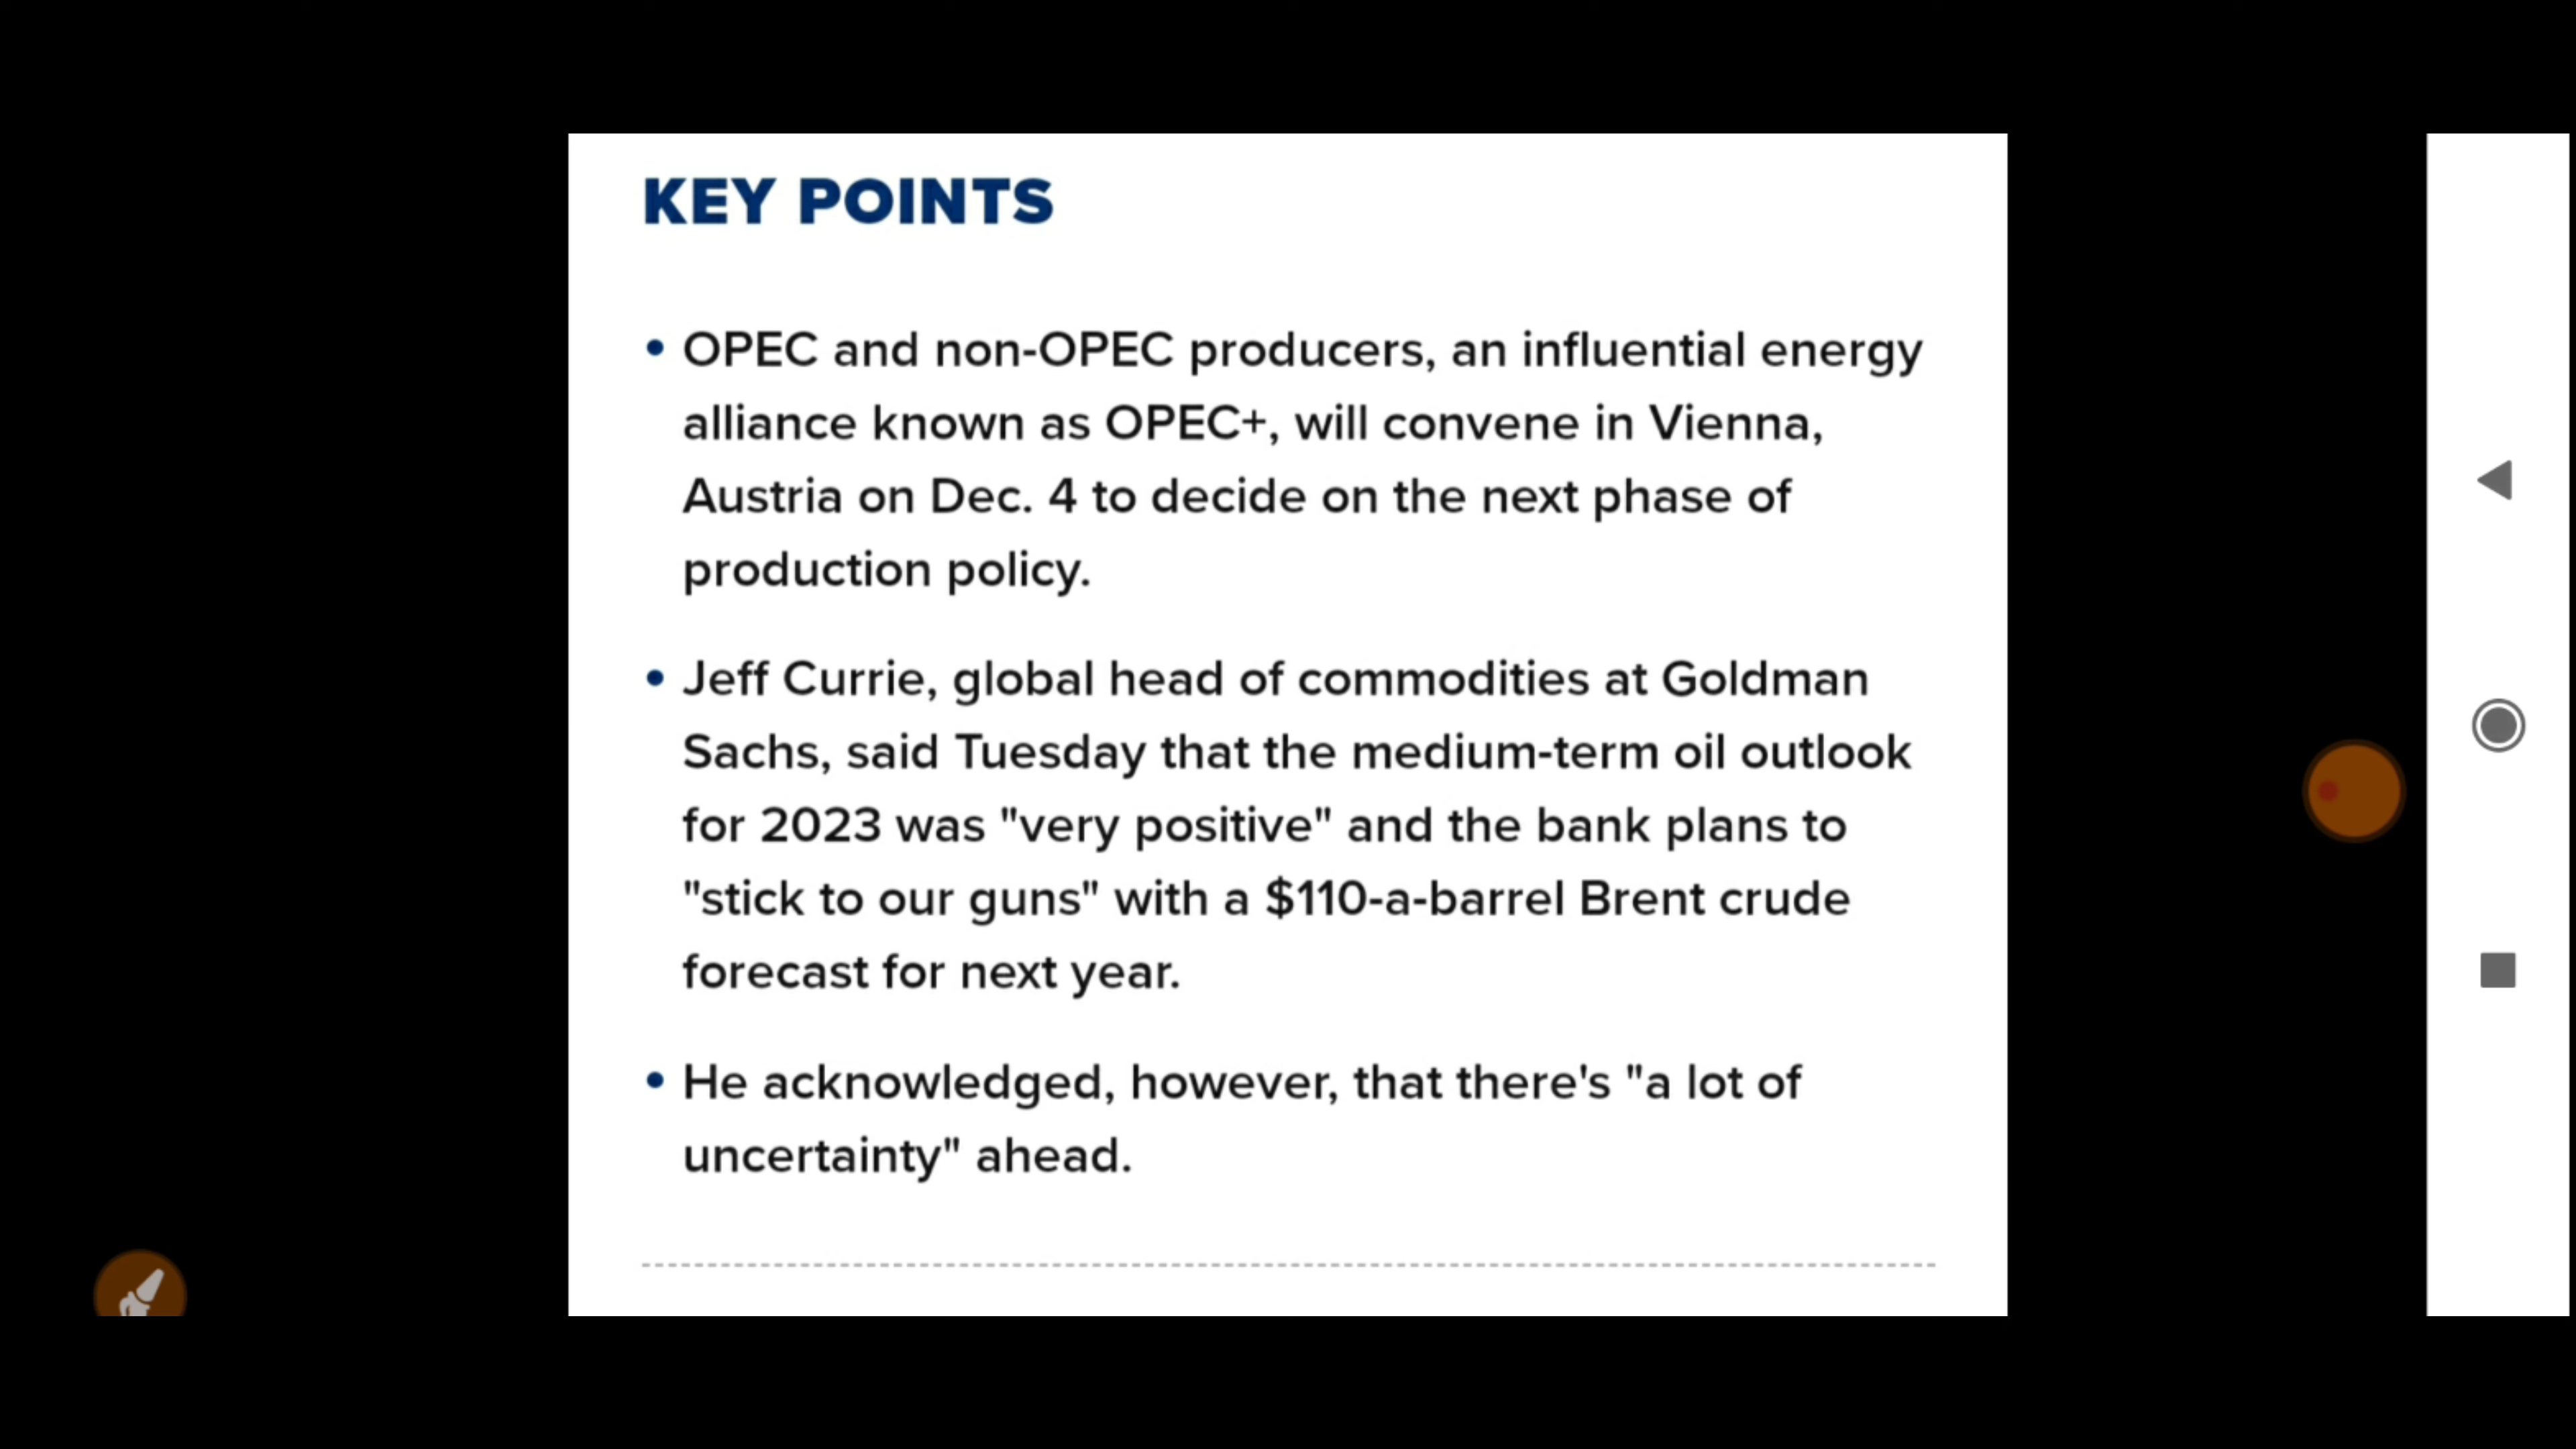 KEY POINTS
• OPEC and non-OPEC producers, an influential energy
alliance known as OPEC+, will convene in Vienna,
Austria on Dec. 4 to decide on the next phase of
production policy.
• Jeff Currie, global head of commodities at Goldman
Sachs, said Tuesday that the medium-term oil outlook
for 2023 was "very positive" and the bank plans to
"stick to our guns" with a $110-a-barrel Brent crude
forecast for next year.
• He acknowledged, however, that there's "a lot of
uncertainty" ahead.